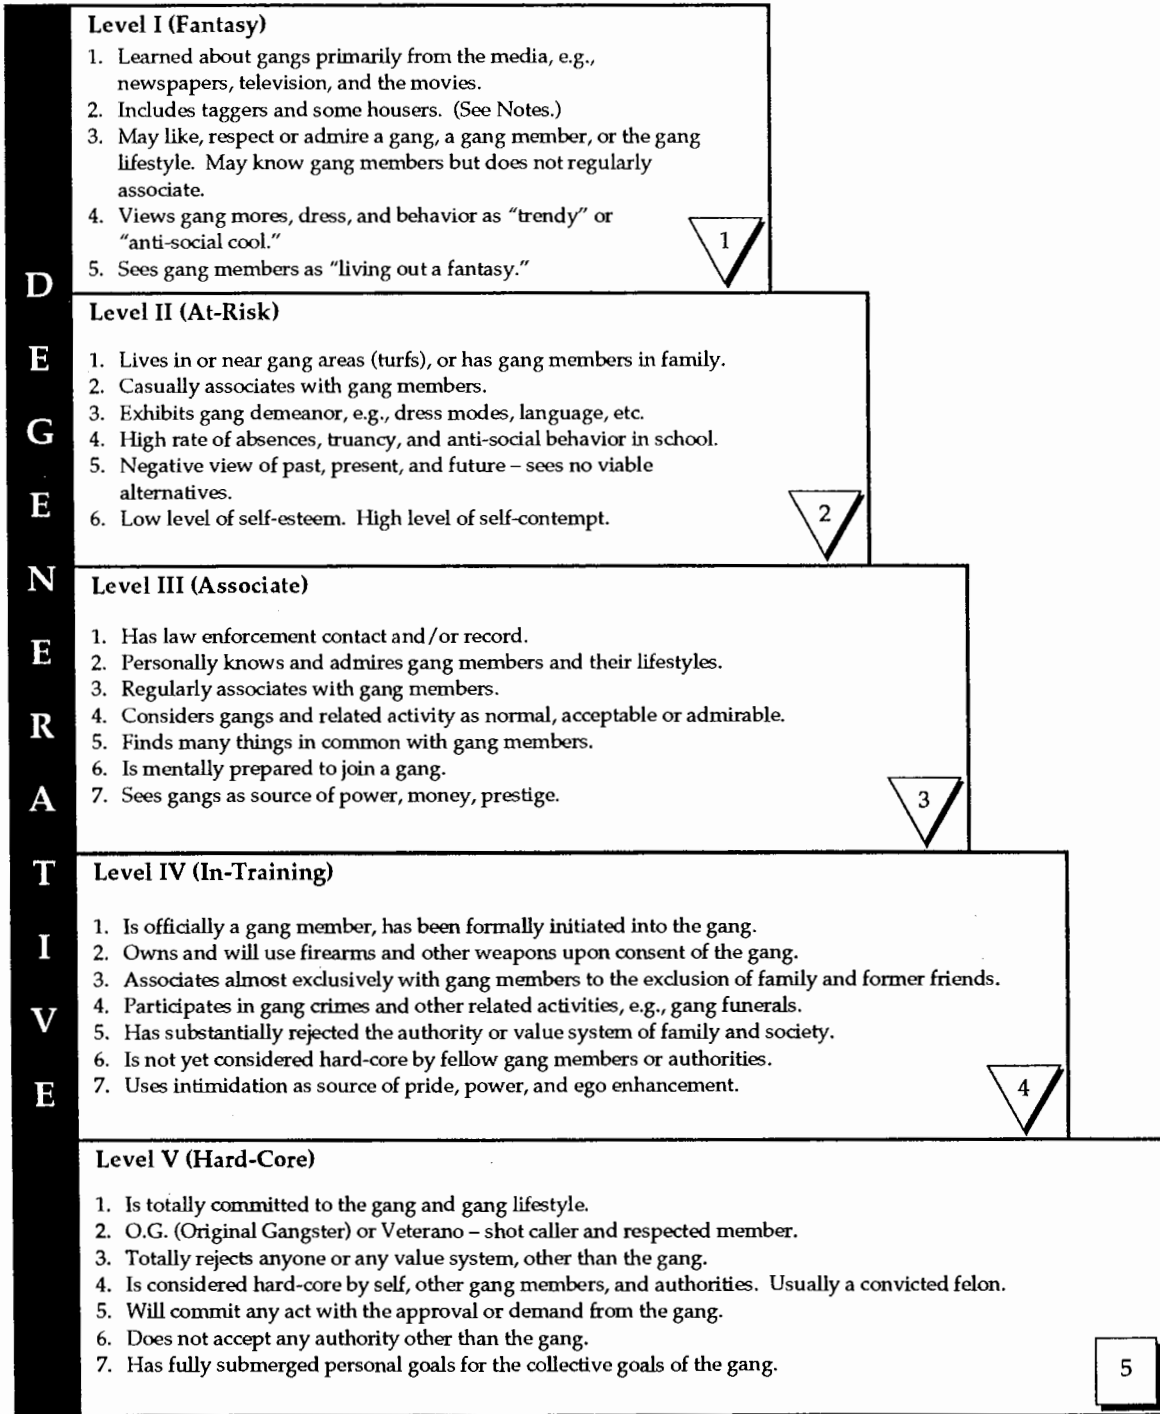 DEGENERATIVE
Level I (Fantasy)
1. Learned about gangs primarily from the media, e.g.,
newspapers, television, and the movies.
2. Includes taggers and some housers. (See Notes.)
3. May like, respect or admire a gang, a gang member, or the gang
lifestyle. May know gang members but does not regularly
associate.
4. Views gang mores, dress, and behavior as "trendy" or
"anti-social cool."
5. Sees gang members as "living out a fantasy."
1
Level II (At-Risk)
1. Lives in or near gang areas (turfs), or has gang members in family.
2. Casually associates with gang members.
3. Exhibits gang demeanor, e.g., dress modes, language, etc.
4. High rate of absences, truancy, and anti-social behavior in school.
5. Negative view of past, present, and future – sees no viable
alternatives.
6. Low level of self-esteem. High level of self-contempt.
2
Level III (Associate)
1. Has law enforcement contact and/or record.
2. Personally knows and admires gang members and their lifestyles.
3. Regularly associates with gang members.
4. Considers gangs and related activity as normal, acceptable or admirable.
5. Finds many things in common with gang members.
6. Is mentally prepared to join a gang.
7. Sees gangs as source of power, money, prestige.
3
Level IV (In-Training)
1. Is officially a gang member, has been formally initiated into the gang.
2. Owns and will use firearms and other weapons upon consent of the gang.
3. Associates almost exclusively with gang members to the exclusion of family and former friends.
4. Participates in gang crimes and other related activities, e.g., gang funerals.
5. Has substantially rejected the authority or value system of family and society.
6. Is not yet considered hard-core by fellow gang members or authorities.
7. Uses intimidation as source of pride, power, and ego enhancement.
4
Level V (Hard-Core)
1. Is totally committed to the gang and gang lifestyle.
2. O.G. (Original Gangster) or Veterano – shot caller and respected member.
3. Totally rejects anyone or any value system, other than the gang.
4. Is considered hard-core by self, other gang members, and authorities. Usually a convicted felon.
5. Will commit any act with the approval or demand from the gang.
6. Does not accept any authority other than the gang.
7. Has fully submerged personal goals for the collective goals of the gang.
5